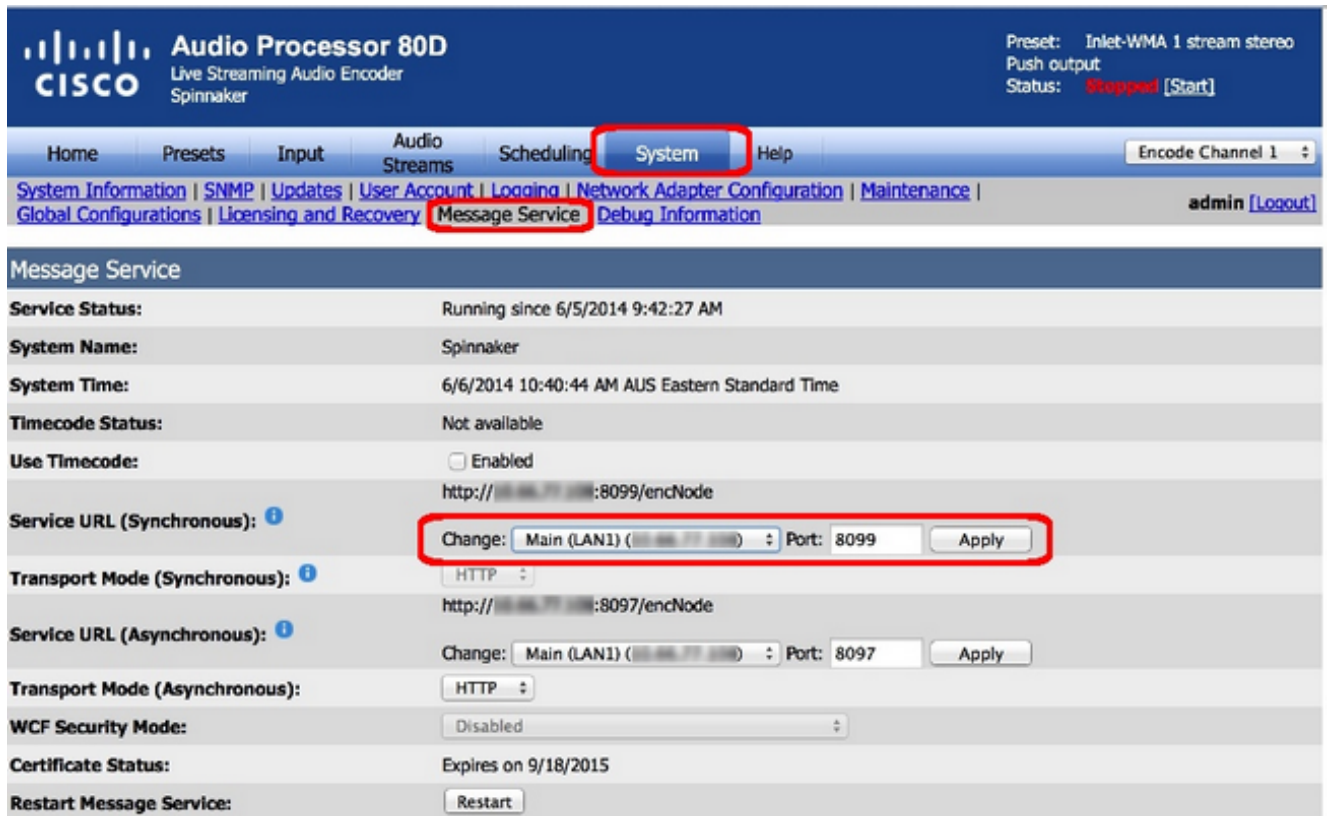 CISCO
Audio Processor 80D
Live Streaming Audio Encoder
Spinnaker
Preset: Inlet-WMA 1 stream stereo
Push output
Status: Stopped [Start]
Home Presets Input Audio Streams Scheduling System Help Encode Channel 1
System Information | SNMP | Updates | User Account | Logging | Network Adapter Configuration | Maintenance |
Global Configurations | Licensing and Recovery Message Service Debug Information
admin [Logout]
Message Service
Service Status: Running since 6/5/2014 9:42:27 AM
System Name: Spinnaker
System Time: 6/6/2014 10:40:44 AM AUS Eastern Standard Time
Timecode Status: Not available
Use Timecode: Enabled
http:// :8099/encNode
Service URL (Synchronous):
Change: Main (LAN1) ( ) Port: 8099 Apply
Transport Mode (Synchronous): HTTP
http:// :8097/encNode
Service URL (Asynchronous):
Change: Main (LAN1) ( ) Port: 8097 Apply
Transport Mode (Asynchronous): HTTP
WCF Security Mode: Disabled
Certificate Status: Expires on 9/18/2015
Restart Message Service: Restart